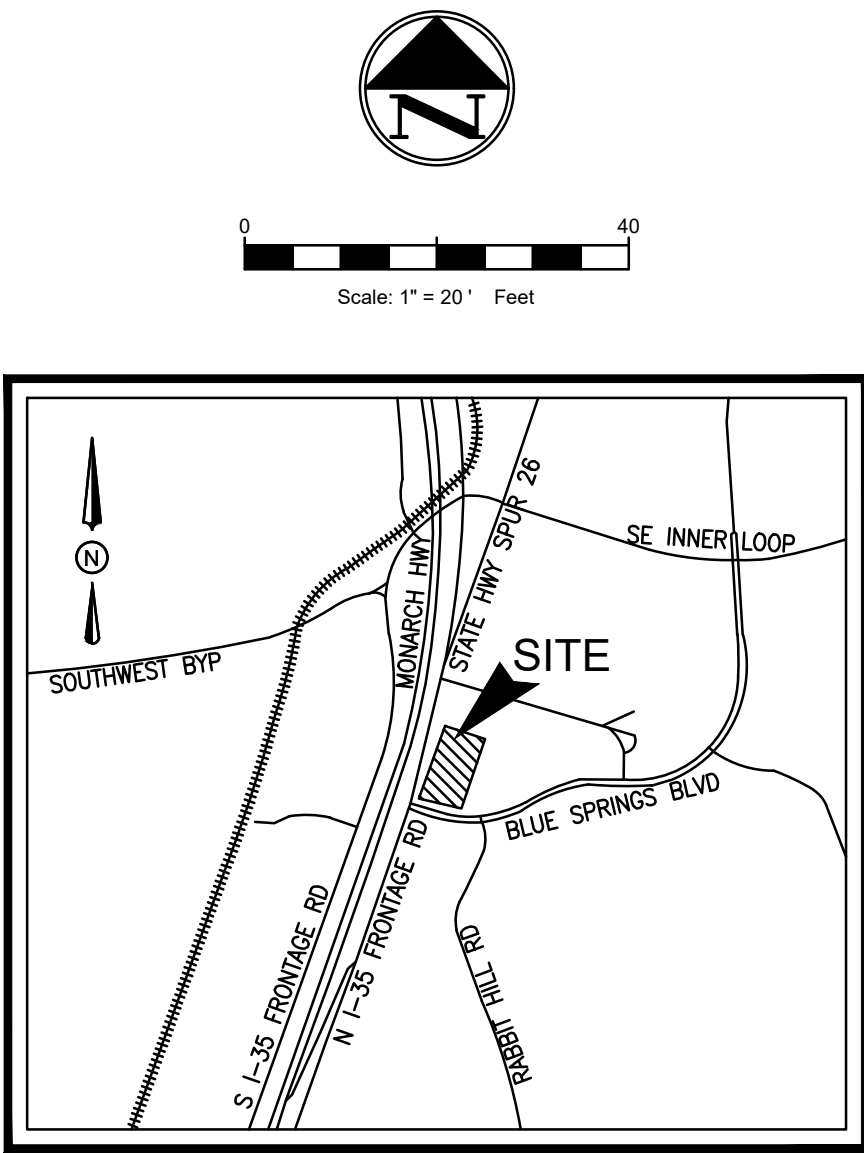 N
0 40
Scale: 1" = 20 ' Feet
N
SOUTHWEST BYP
MONARCH HWY
STATE HWY SPUR 26
SE INNER LOOP
SITE
BLUE SPRINGS BLVD
S I-35 FRONTAGE RD
N I-35 FRONTAGE RD
RABBIT HILL RD